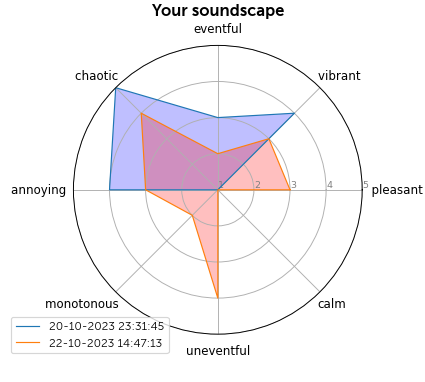 Your soundscape
eventful
chaotic
vibrant
annoying
1 2 3 4 5
pleasant
monotonous
calm
20-10-2023 23:31:45
22-10-2023 14:47:13
uneventful